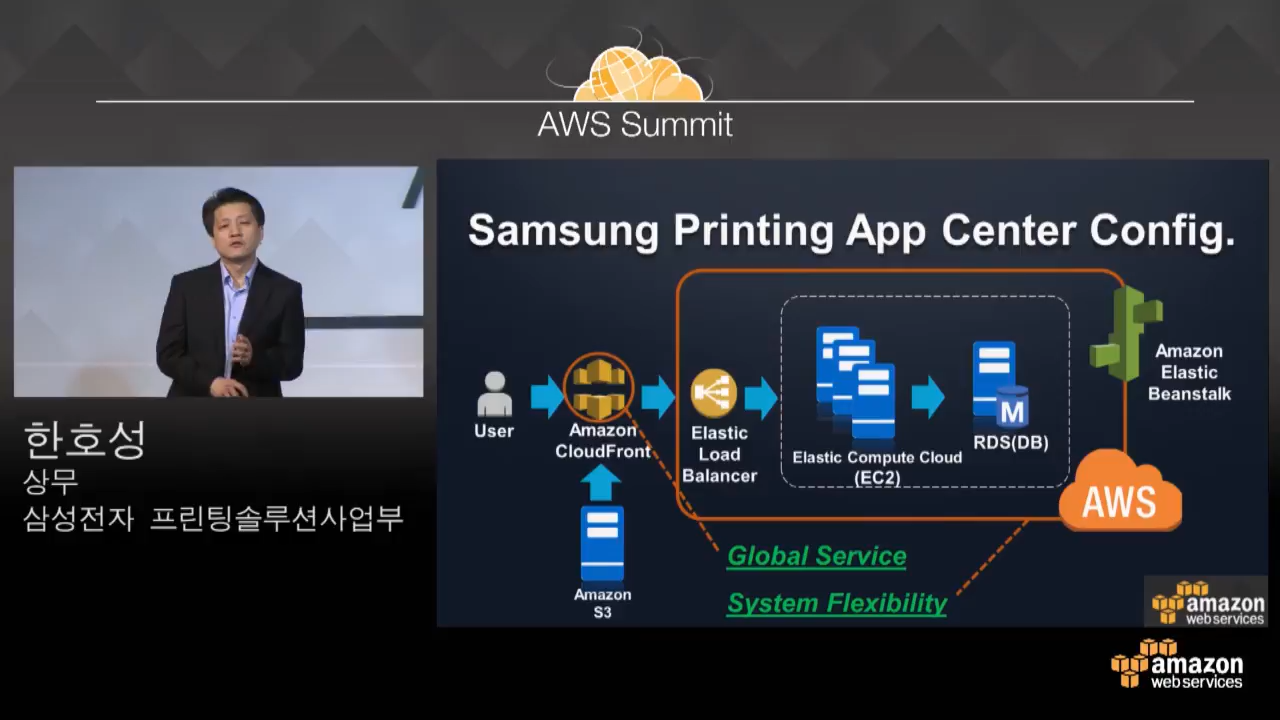 AWS Summit
한호성
상무
삼성전자 프린팅솔루션사업부
Samsung Printing App Center Config.
User
Amazon
CloudFront
Amazon
S3
Elastic
Load
Balancer
Elastic Compute Cloud
(EC2)
M
RDS(DB)
Amazon
Elastic
Beanstalk
AWS
Global Service
System Flexibility
amazon
web services
amazon
web services